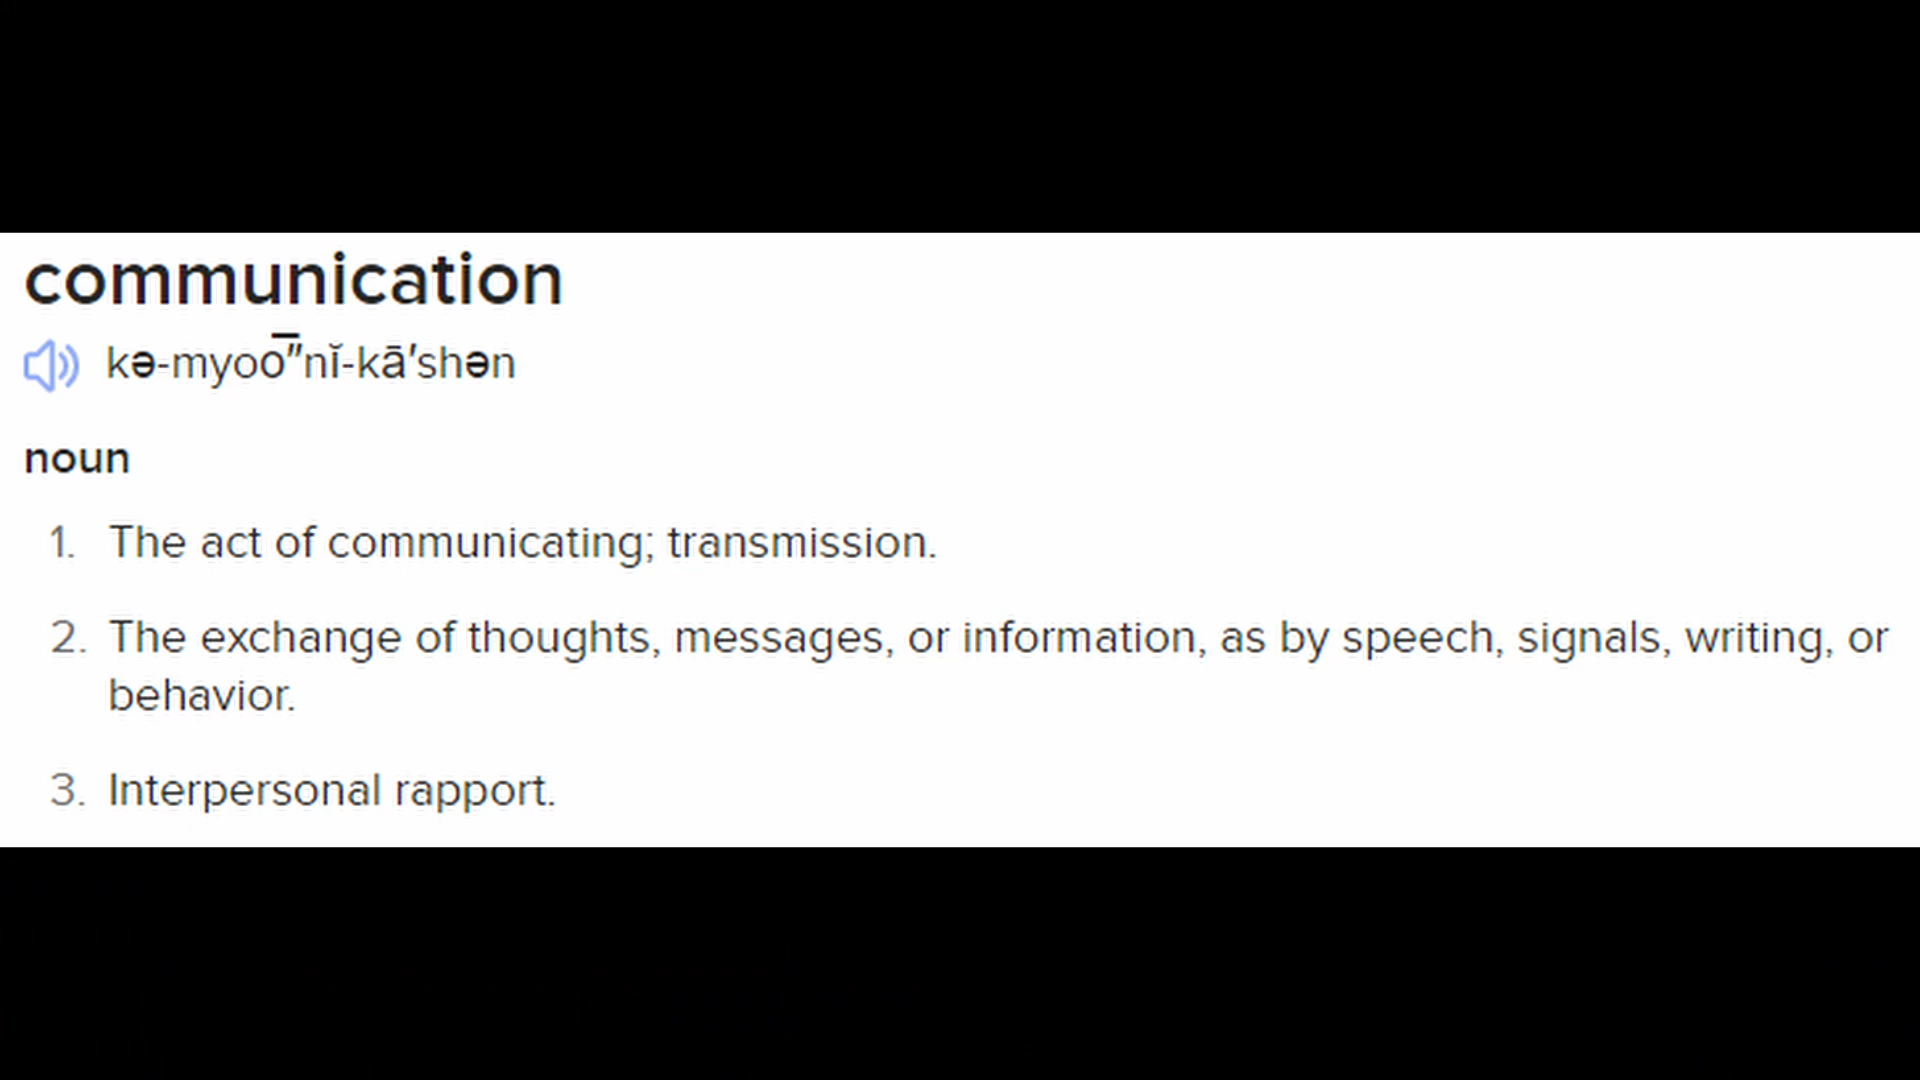 communication
kə-myoo͞″nĭ-kā′shən
noun
1. The act of communicating; transmission.
2. The exchange of thoughts, messages, or information, as by speech, signals, writing, or
behavior.
3. Interpersonal rapport.